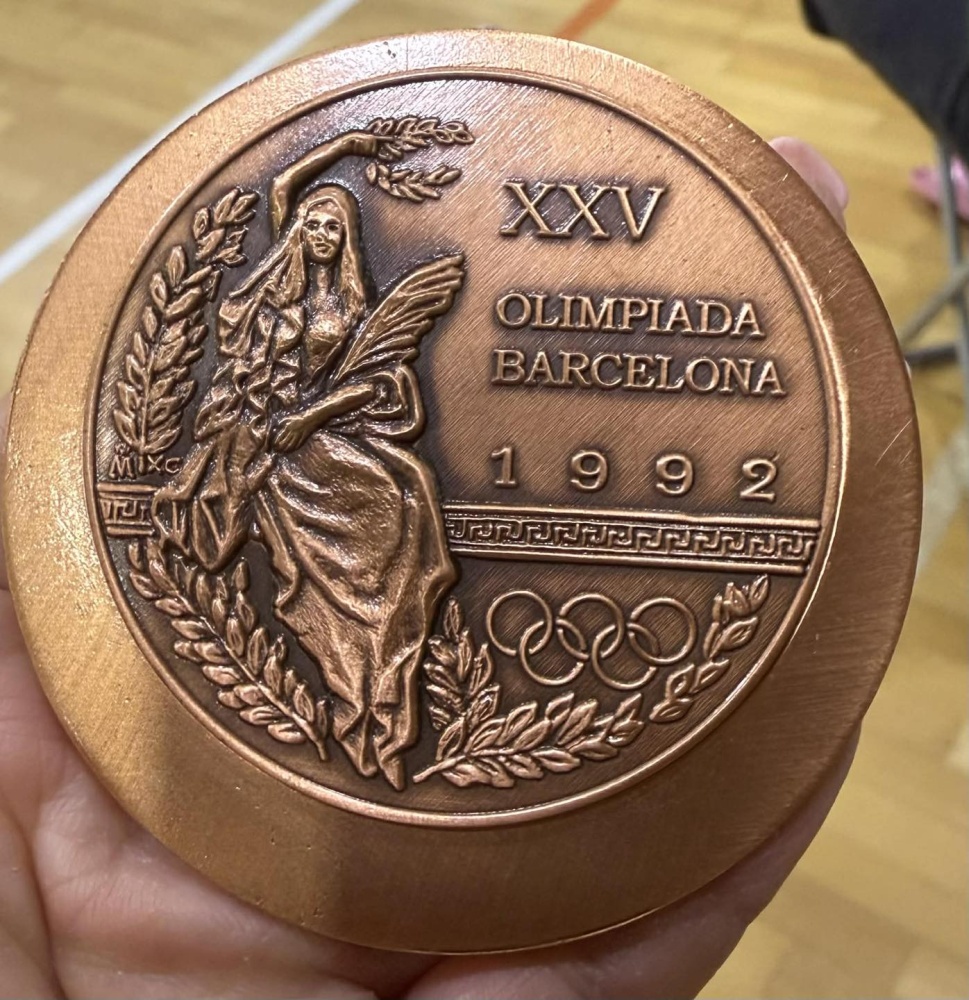 XXV
OLIMPIADA
BARCELONA
1992